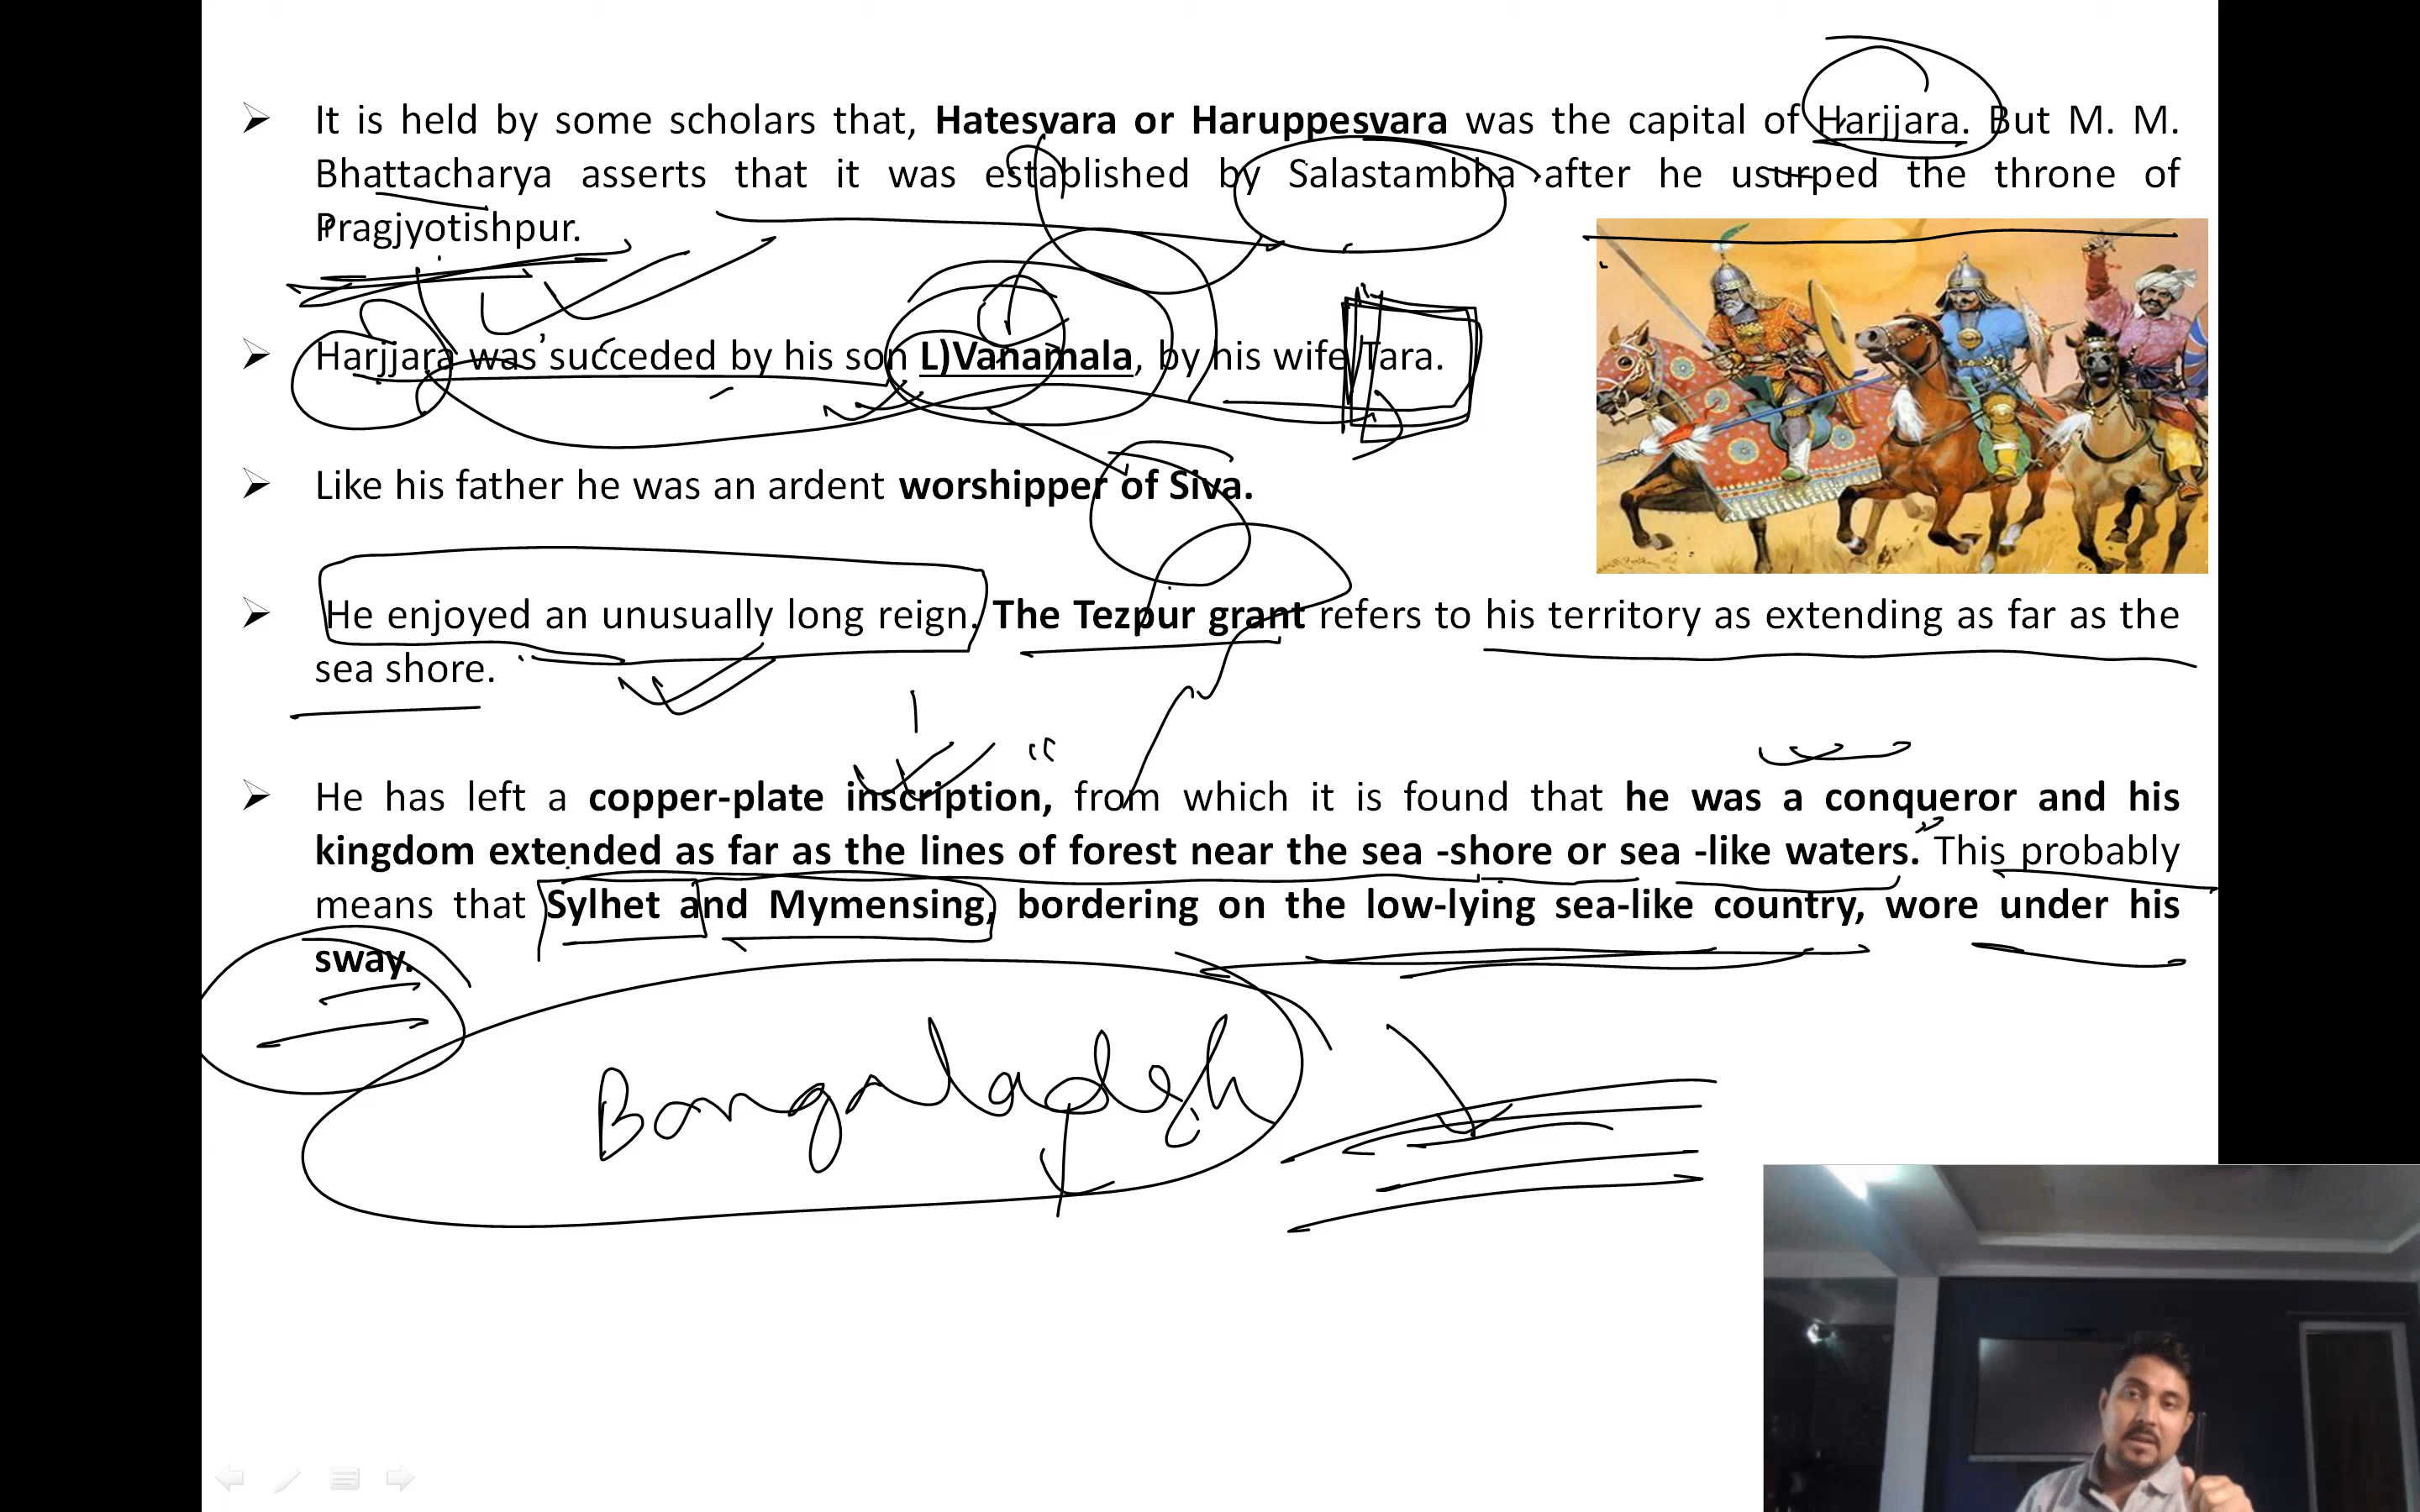 It is held by some scholars that, Hatesvara or Haruppesvara was the capital of Harjjara. But M. M.
Bhattacharya asserts that it was established by Salastambha after he usurped the throne of
Pragjyotishpur.
Harjjara was succeded by his son L)Vanamala, by his wife Tara.
Like his father he was an ardent worshipper of Siva.
He enjoyed an unusually long reign. The Tezpur grant refers to his territory as extending as far as the
sea shore.
He has left a copper-plate inscription, from which it is found that he was a conqueror and his
kingdom extended as far as the lines of forest near the sea -shore or sea -like waters. This probably
means that Sylhet and Mymensing, bordering on the low-lying sea-like country, wore under his
sway.
Bangaladesh